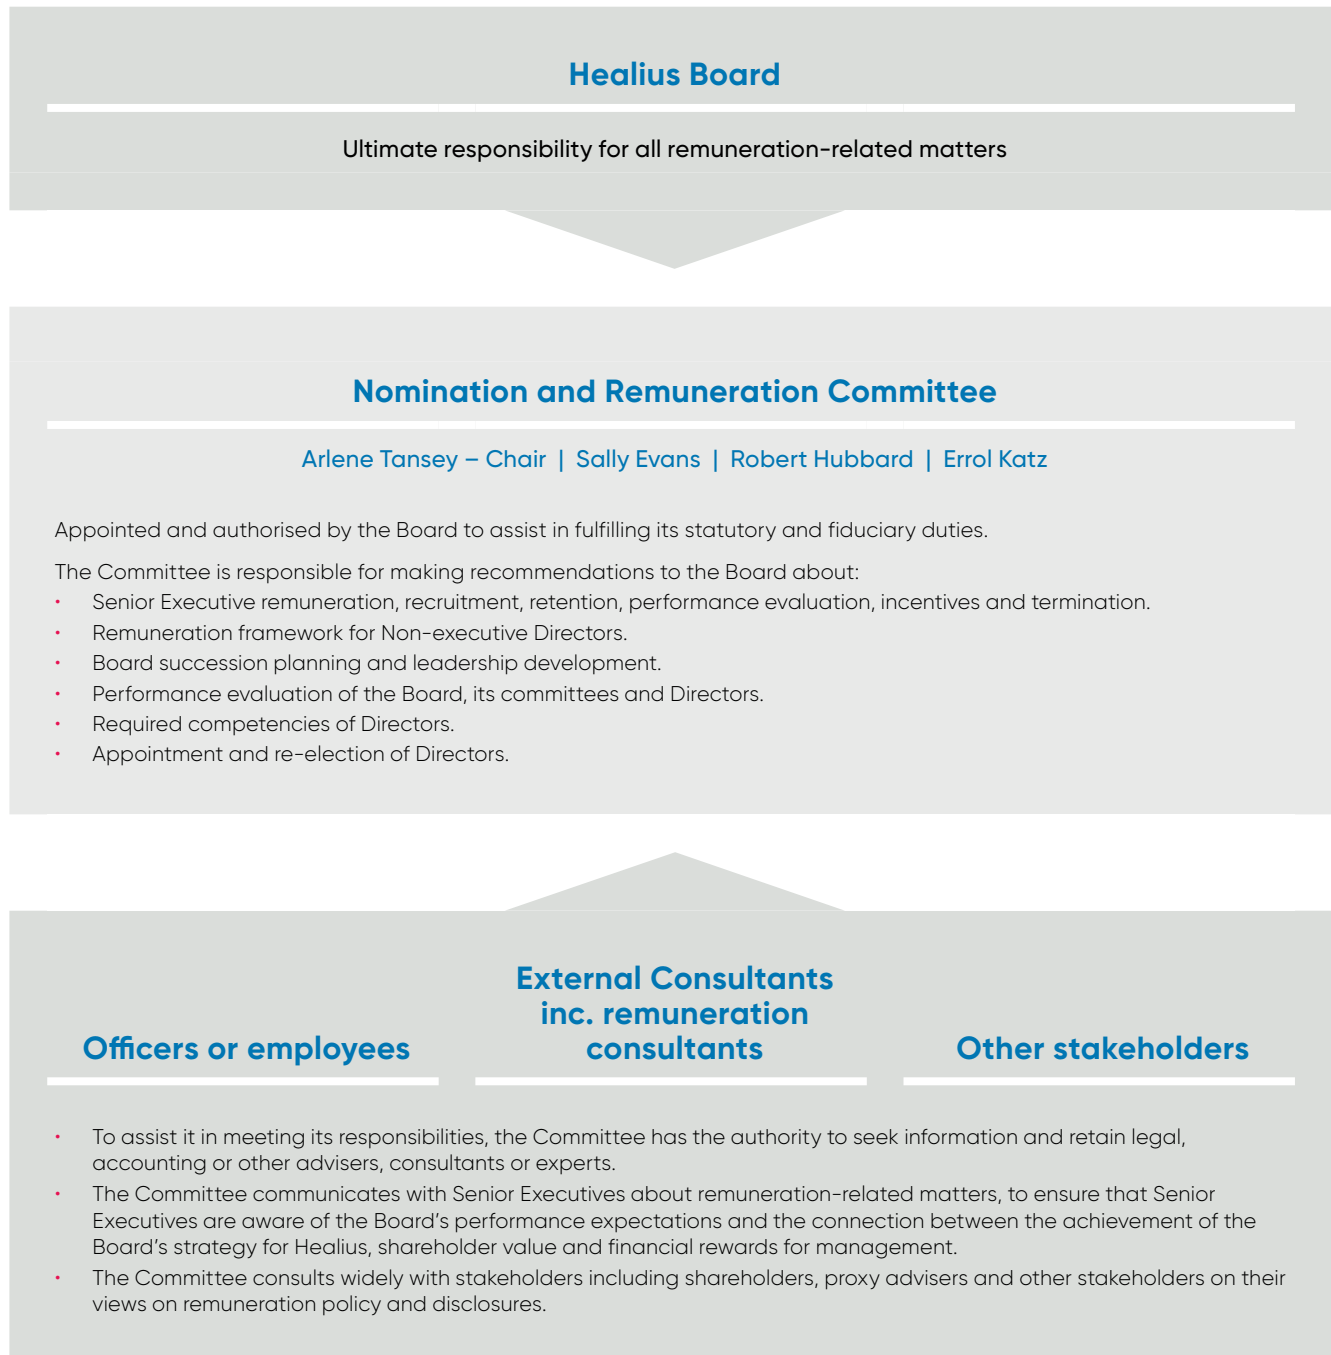 Healius Board
Ultimate responsibility for all remuneration-related matters
Nomination and Remuneration Committee
Arlene Tansey – Chair | Sally Evans | Robert Hubbard | Errol Katz
Appointed and authorised by the Board to assist in fulfilling its statutory and fiduciary duties.
The Committee is responsible for making recommendations to the Board about:
• Senior Executive remuneration, recruitment, retention, performance evaluation, incentives and termination.
• Remuneration framework for Non-executive Directors.
• Board succession planning and leadership development.
• Performance evaluation of the Board, its committees and Directors.
• Required competencies of Directors.
• Appointment and re-election of Directors.
Officers or employees
External Consultants
inc. remuneration
consultants
Other stakeholders
• To assist it in meeting its responsibilities, the Committee has the authority to seek information and retain legal,
accounting or other advisers, consultants or experts.
• The Committee communicates with Senior Executives about remuneration-related matters, to ensure that Senior
Executives are aware of the Board’s performance expectations and the connection between the achievement of the
Board’s strategy for Healius, shareholder value and financial rewards for management.
• The Committee consults widely with stakeholders including shareholders, proxy advisers and other stakeholders on their
views on remuneration policy and disclosures.